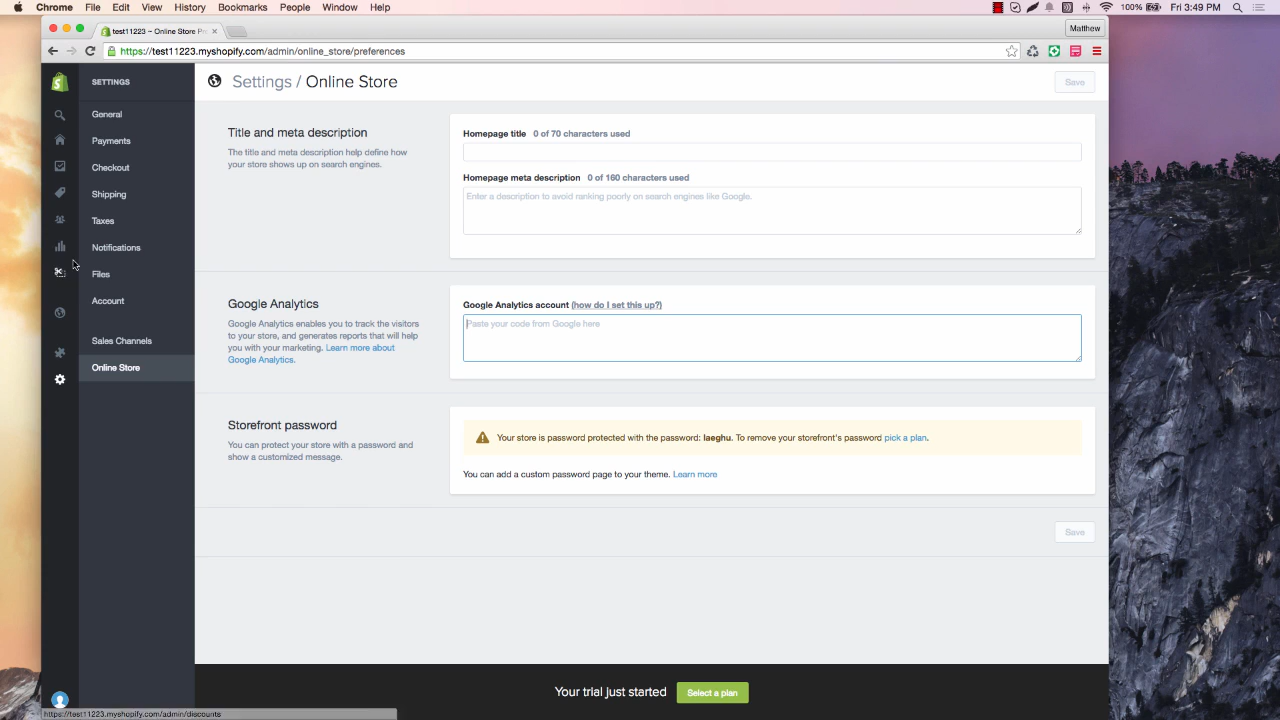 Chrome File Edit View History Bookmarks People Window Help 100% Fri 3:49 PM
test11223 ~ Online Store Pr
Matthew
https://test11223.myshopify.com/admin/online_store/preferences
SETTINGS
General
Payments
Checkout
Shipping
Taxes
Notifications
Files
Account
Sales Channels
Online Store
Settings / Online Store
Save
Title and meta description
The title and meta description help define how
your store shows up on search engines.
Homepage title 0 of 70 characters used
Homepage meta description 0 of 160 characters used
Enter a description to avoid ranking poorly on search engines like Google.
Google Analytics
Google Analytics enables you to track the visitors
to your store, and generates reports that will help
you with your marketing. Learn more about
Google Analytics.
Google Analytics account (how do I set this up?)
Paste your code from Google here
Storefront password
You can protect your store with a password and
show a customized message.
Your store is password protected with the password: laeghu. To remove your storefront's password pick a plan.
You can add a custom password page to your theme. Learn more
Save
Your trial just started Select a plan
https://test11223.myshopify.com/admin/discounts